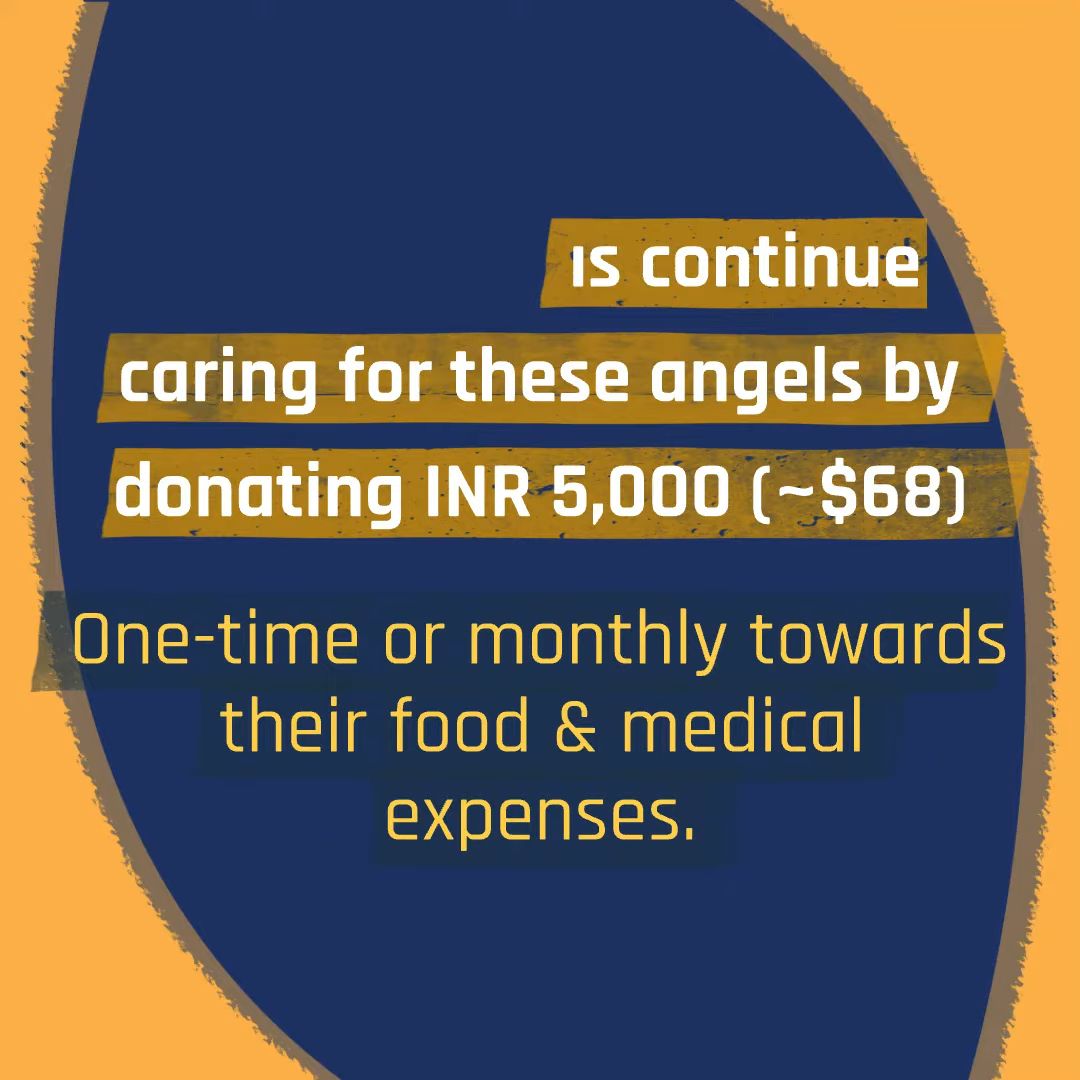 is continue
caring for these angels by
donating INR 5,000 (~$68)
One-time or monthly towards
their food & medical
expenses.